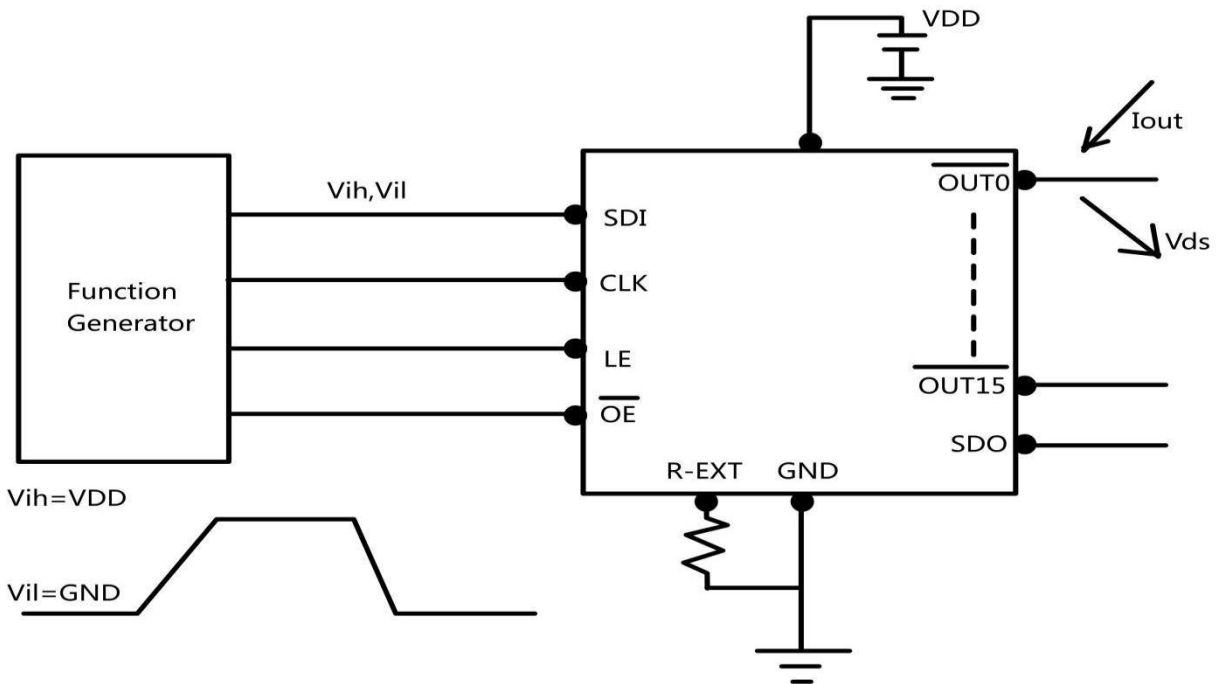 VDD
Iout
Vih,Vil
OUT0
SDI
Vds
CLK
Function
Generator
LE
OUT15
OE
SDO
R-EXT GND
Vih=VDD
Vil=GND